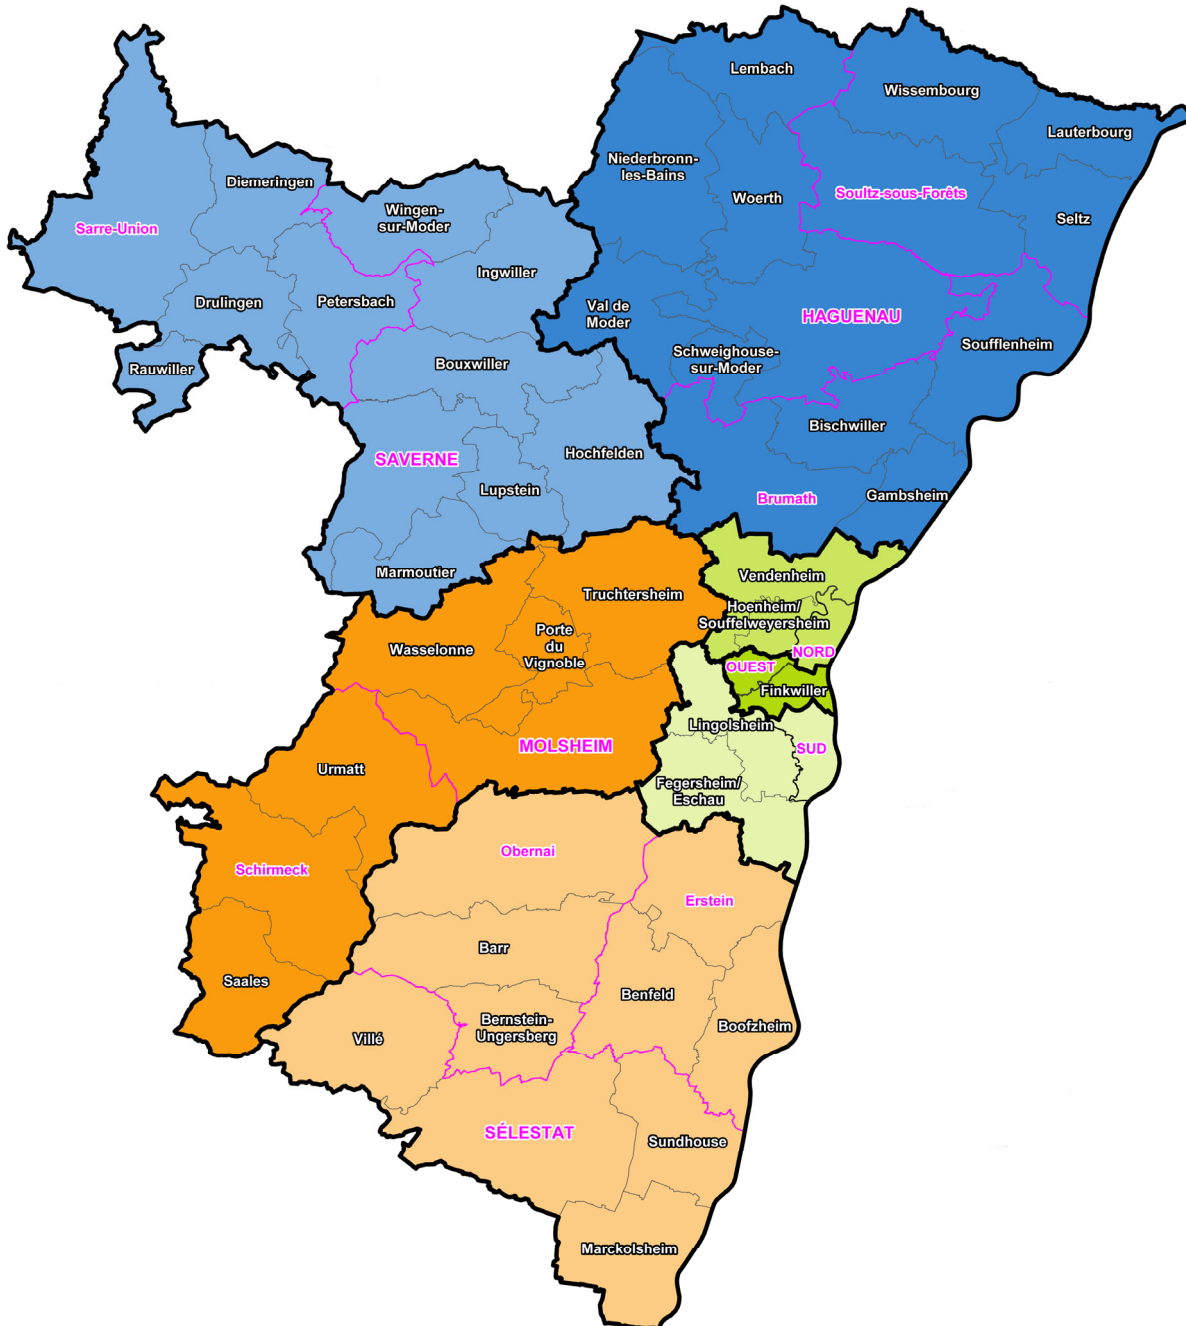 Lembach
Wissembourg
Lauterbourg
Niederbronn-
les-Bains
Diemeringen
Woerth
Soultz-sous-Forêts
Wingen-
sur-Moder
Seltz
Sarre-Union
Ingwiller
Drulingen
Petersbach
Val de
Moder
HAGUENAU
Soufflenheim
Rauwiller
Bouxwiller
Schweighouse-
sur-Moder
Bischwiller
SAVERNE
Hochfelden
Lupstein
Brumath
Gambsheim
Marmoutier
Vendenheim
Truchtersheim
Hoenheim/
Souffelweyersheim
Wasselonne
Porte
du
Vignoble
NORD
OUEST
Finkwiller
Lingolsheim
MOLSHEIM
SUD
Urmatt
Fegersheim/
Eschau
Obernai
Schirmeck
Erstein
Barr
Saales
Benfeld
Bernstein-
Ungersberg
Boofzheim
Villé
SÉLESTAT
Sundhouse
Marckolsheim